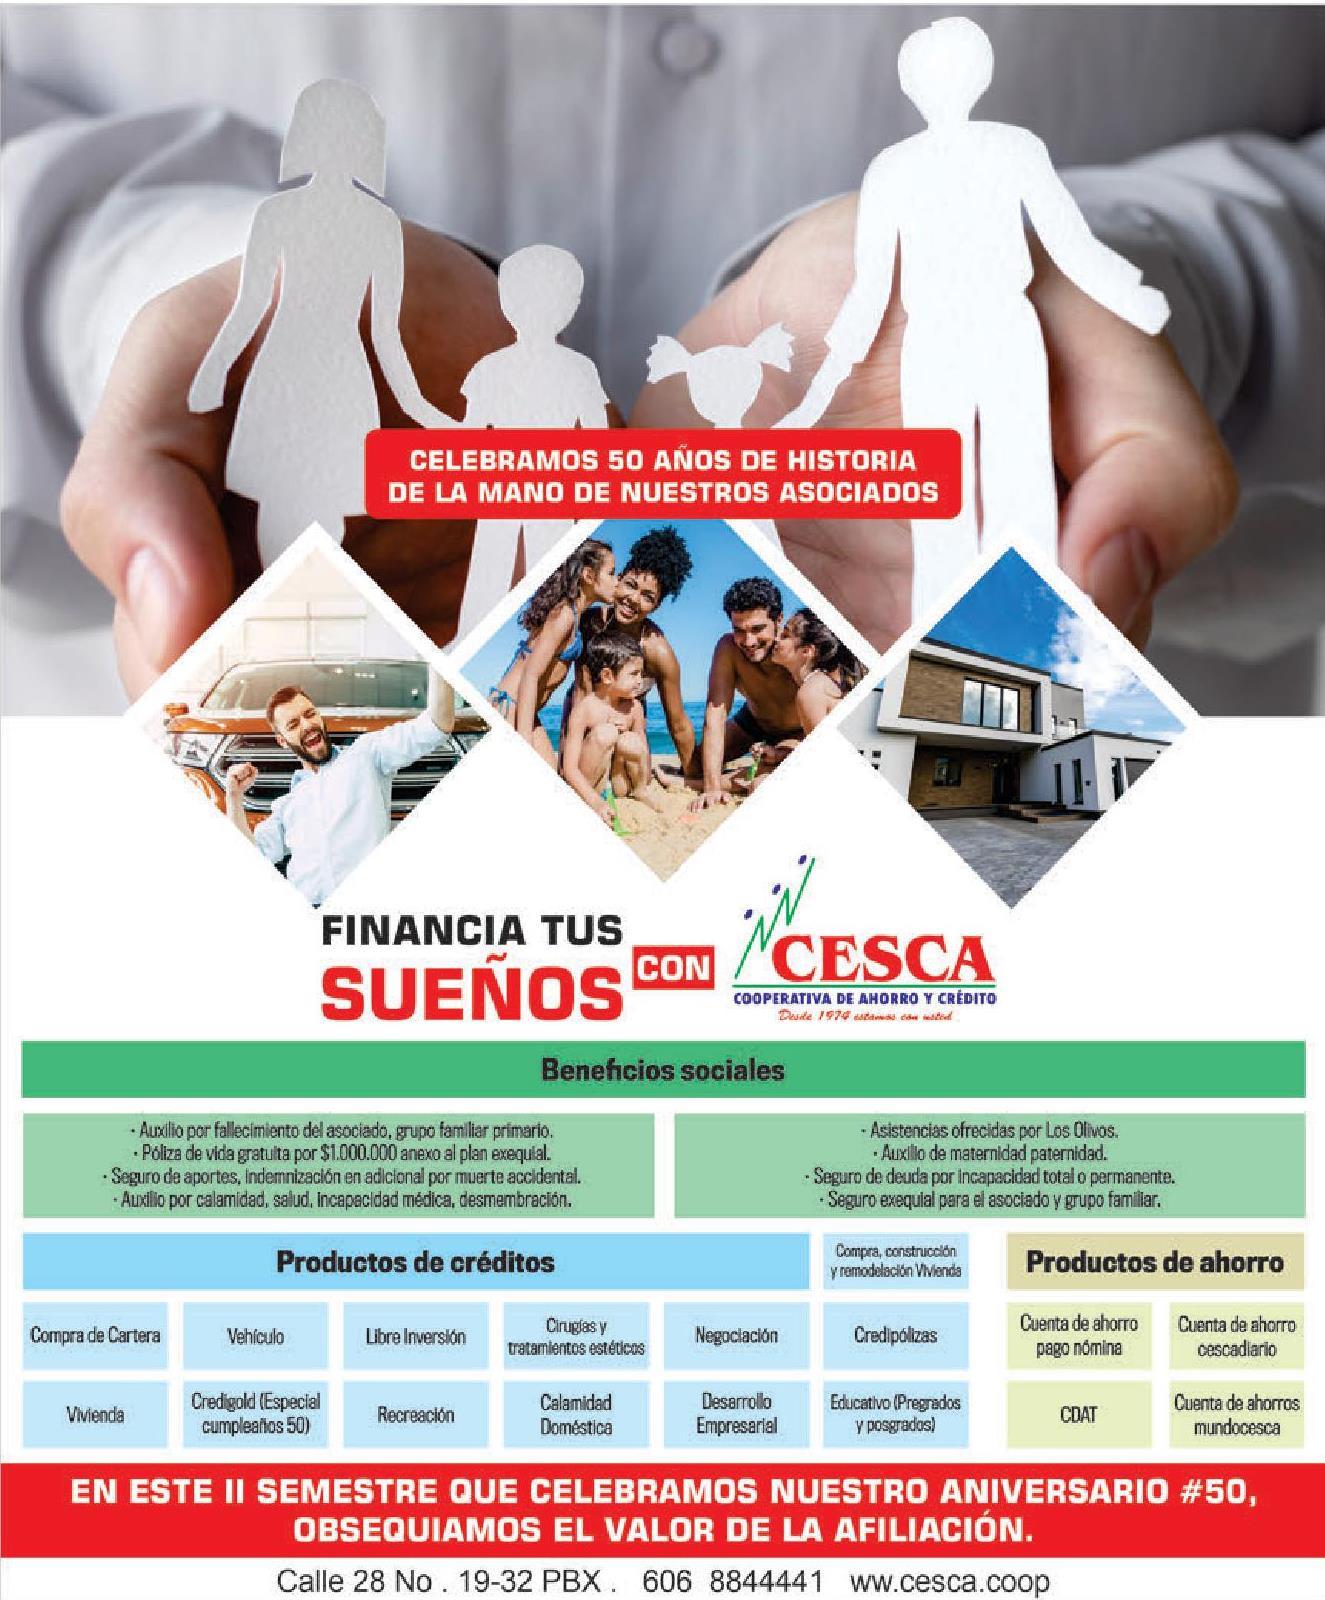 CELEBRAMOS 50 AÑOS DE HISTORIA
DE LA MANO DE NUESTROS ASOCIADOS
FINANCIA TUS
SUEÑOS
CON
CESCA
COOPERATIVA DE AHORRO Y CRÉDITO
Desde 1974 estamos con usted
Beneficios sociales
· Auxilio por fallecimiento del asociado, grupo familiar primario.
· Póliza de vida gratuita por $1.000.000 anexo al plan exequial.
· Seguro de aportes, indemnización en adicional por muerte accidental.
· Auxilio por calamidad, salud, incapacidad médica, desmembración.
· Asistencias ofrecidas por Los Olivos.
· Auxilio de maternidad paternidad.
· Seguro de deuda por incapacidad total o permanente.
· Seguro exequial para el asociado y grupo familiar.
Productos de créditos
Compra, construcción
y remodelación Vivienda
Compra de Cartera
Vehículo
Libre Inversión
Cirugías y
tratamientos estéticos
Negociación
Credipólizas
Vivienda
Credigold (Especial
cumpleaños 50)
Recreación
Calamidad
Doméstica
Desarrollo
Empresarial
Educativo (Pregrados
y posgrados)
Productos de ahorro
Cuenta de ahorro
pago nómina
Cuenta de ahorro
cescadiario
CDAT
Cuenta de ahorros
mundocesca
EN ESTE II SEMESTRE QUE CELEBRAMOS NUESTRO ANIVERSARIO #50,
OBSEQUIAMOS EL VALOR DE LA AFILIACIÓN.
Calle 28 No . 19-32 PBX . 606 8844441 ww.cesca.coop